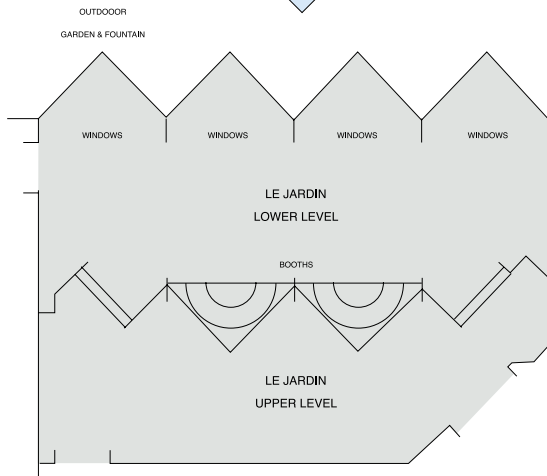 OUTDOOOR
GARDEN & FOUNTAIN
WINDOWS
WINDOWS
WINDOWS
WINDOWS
LE JARDIN
LOWER LEVEL
BOOTHS
LE JARDIN
UPPER LEVEL